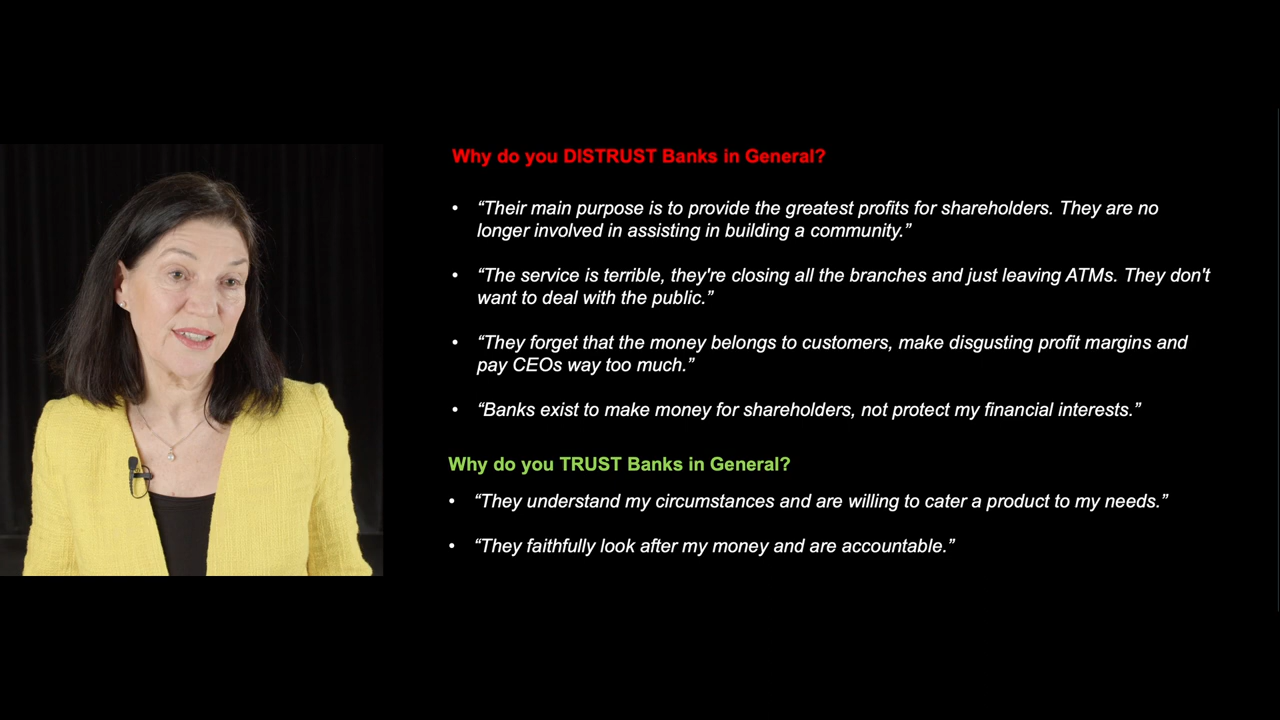 Why do you DISTRUST Banks in General?
• “Their main purpose is to provide the greatest profits for shareholders. They are no
longer involved in assisting in building a community.”
• “The service is terrible, they're closing all the branches and just leaving ATMs. They don't
want to deal with the public.”
• “They forget that the money belongs to customers, make disgusting profit margins and
pay CEOs way too much.”
• “Banks exist to make money for shareholders, not protect my financial interests.”
Why do you TRUST Banks in General?
• “They understand my circumstances and are willing to cater a product to my needs.”
• “They faithfully look after my money and are accountable.”